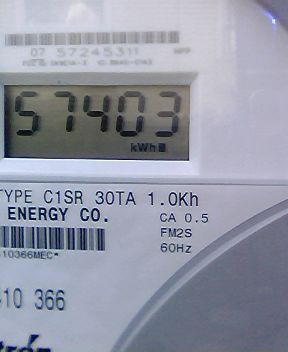 07 57245311
57403
kWh
TYPE C1SR 30TA 1.0Kh
ENERGY CO.
CA 0.5
FM2S
60Hz
10366MEC*
10 366